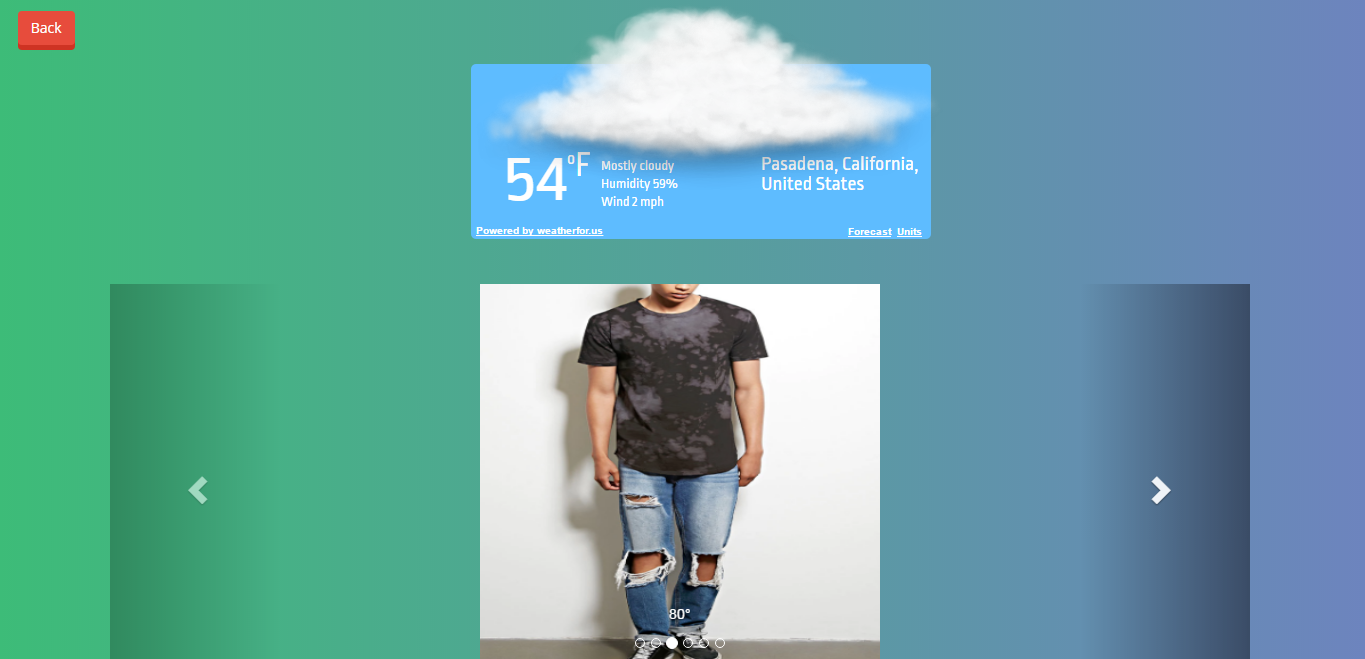 Back
54°F
Mostly cloudy
Humidity 59%
Wind 2 mph
Pasadena, California,
United States
Powered by weatherfor.us
Forecast Units
80°